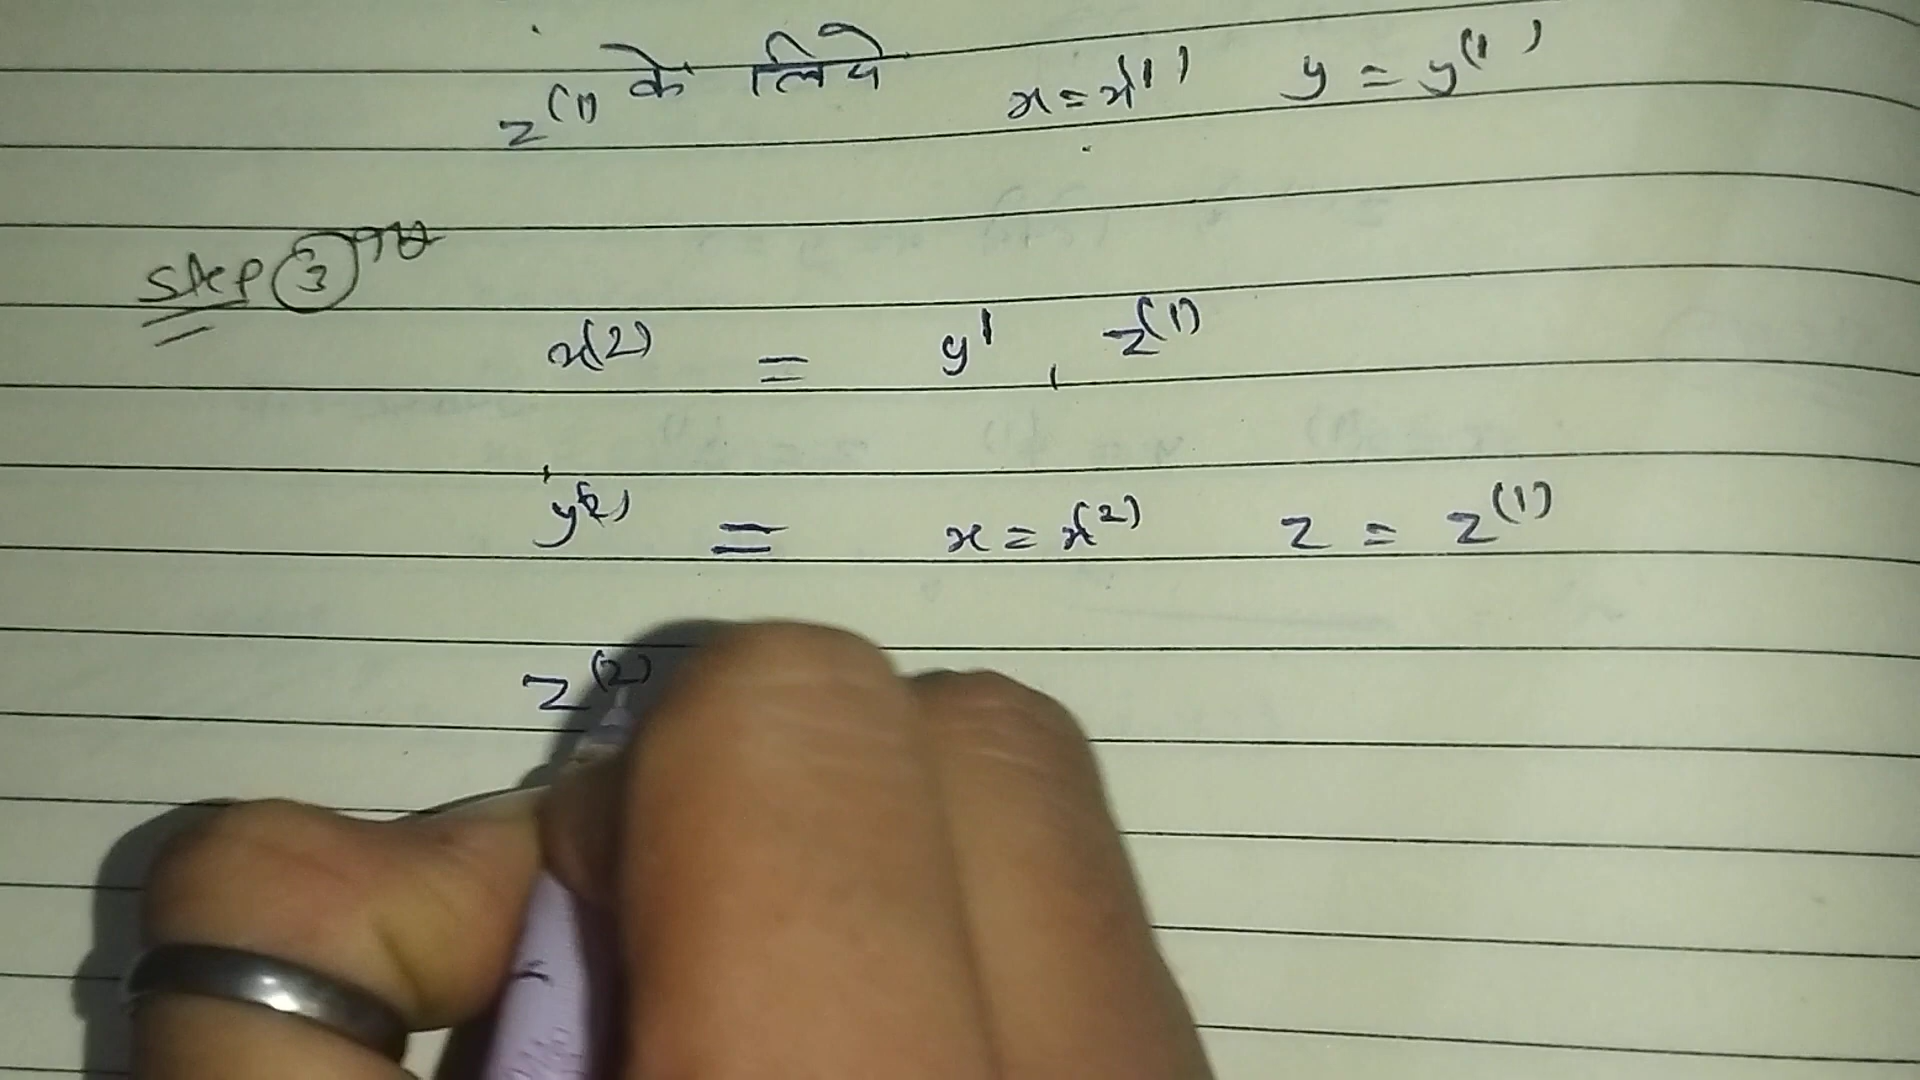 z(1) के लिये x = x(1) y = y(1)
Step 3
x(2) = y1, z(1)
y(2) = x = x(2) z = z(1)
z(2)